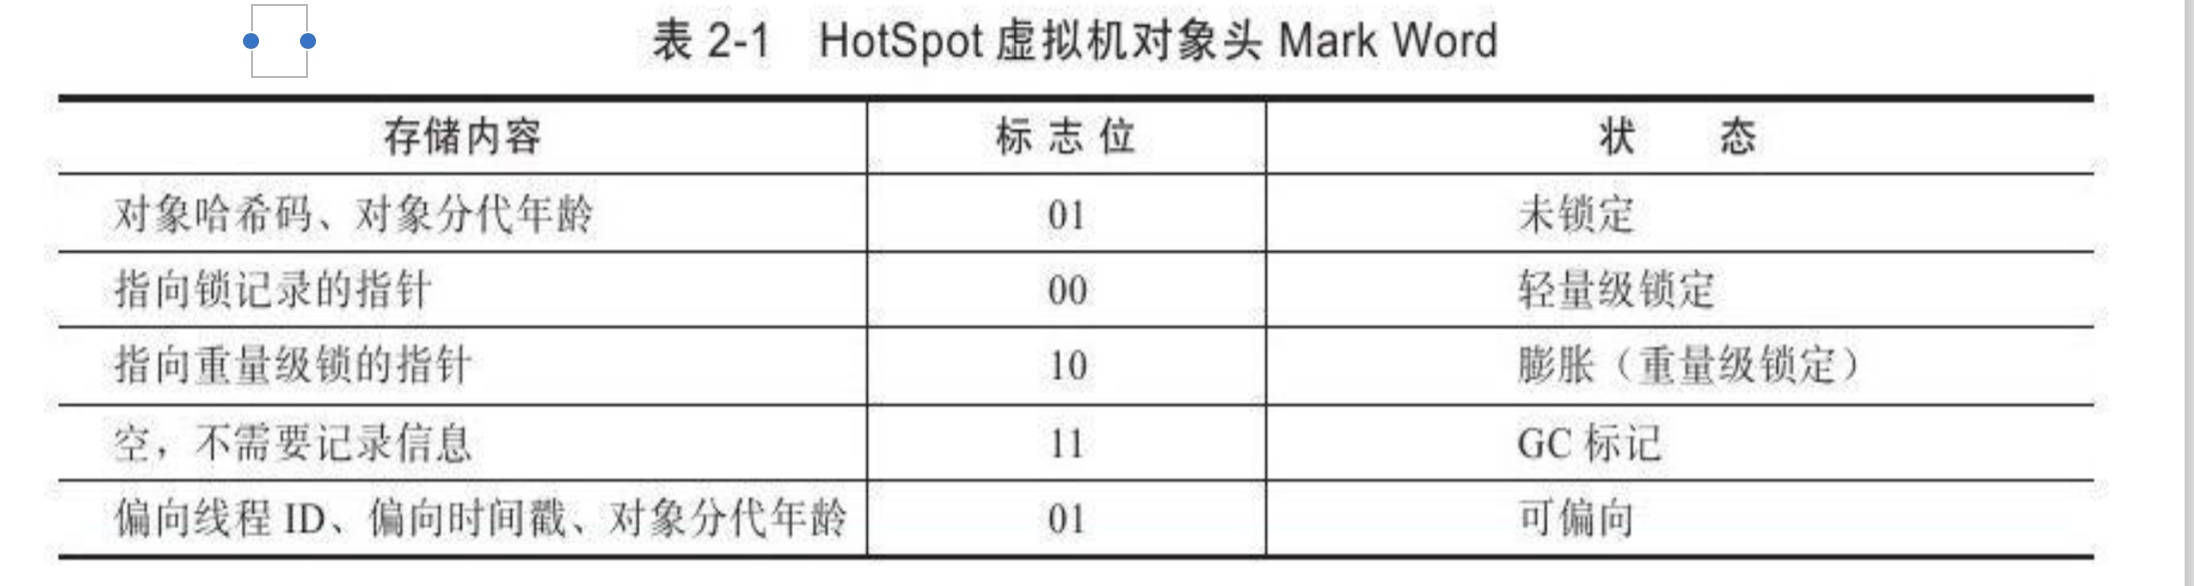 表 2-1 HotSpot 虚拟机对象头 Mark Word
存储内容 标志位 状态
对象哈希码、对象分代年龄 01 未锁定
指向锁记录的指针 00 轻量级锁定
指向重量级锁的指针 10 膨胀（重量级锁定）
空，不需要记录信息 11 GC 标记
偏向线程 ID、偏向时间戳、对象分代年龄 01 可偏向